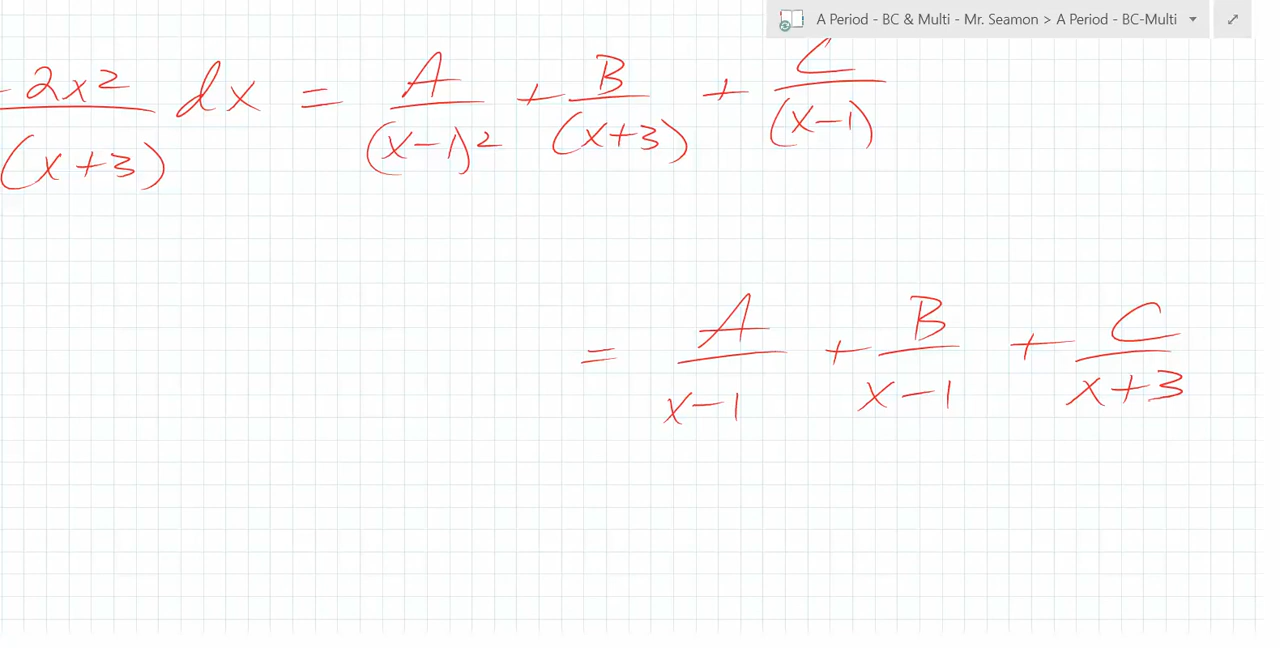 A Period - BC & Multi - Mr. Seamon > A Period - BC-Multi
- 2x² / (x+3) dx = A / (x-1)² + B / (x+3) + C / (x-1)
= A / x-1 + B / x-1 + C / x+3